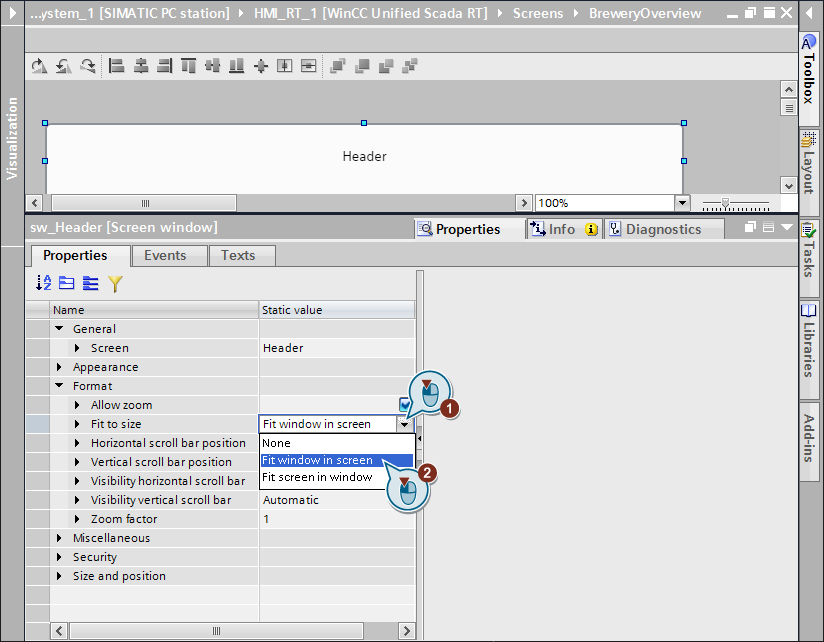 ...ystem_1 [SIMATIC PC station] HMI_RT_1 [WinCC Unified Scada RT] Screens BreweryOverview
Visualization
Header
100%
Toolbox
Layout
Tasks
Libraries
Add-ins
sw_Header [Screen window]
Properties Info Diagnostics
Properties Events Texts
Name Static value
General
Screen Header
Appearance
Format
Allow zoom
1
Fit to size Fit window in screen
Horizontal scroll bar position None
Vertical scroll bar position Fit window in screen
2
Visibility horizontal scroll bar Fit screen in window
Visibility vertical scroll bar Automatic
Zoom factor 1
Miscellaneous
Security
Size and position